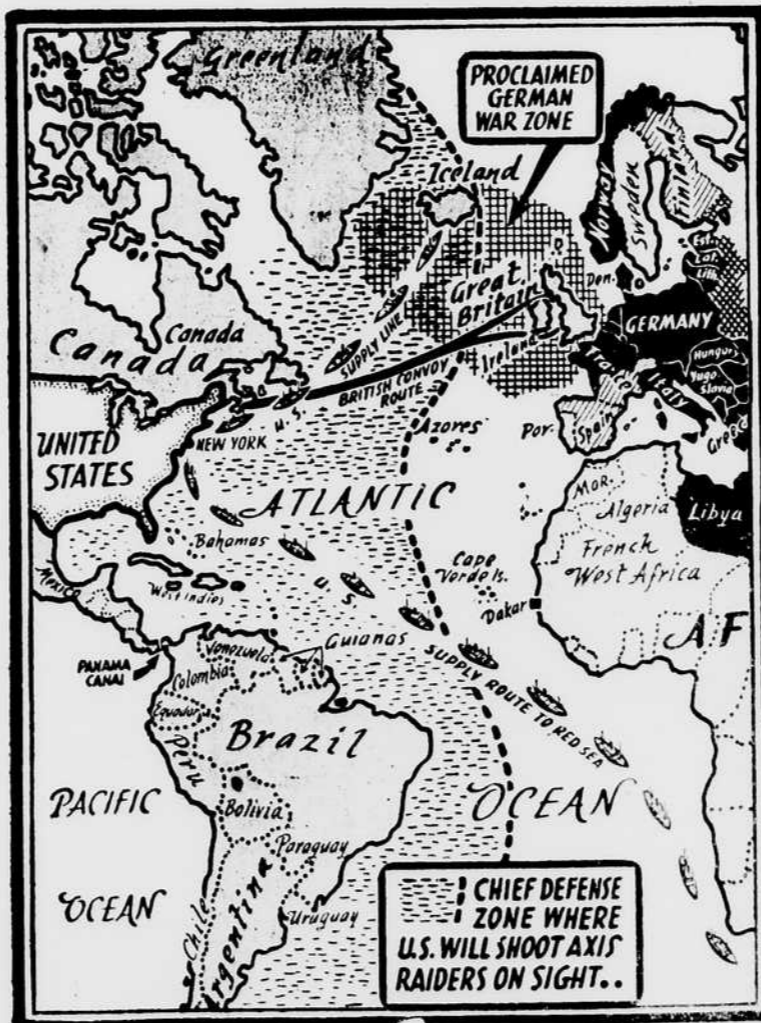 Greenland
PROCLAIMED
GERMAN
WAR ZONE
Iceland
Norway
Sweden
Finland
Est.
Lat.
Lith.
Den.
Great
Britain
Ireland
GERMANY
Canada
Canada
SUPPLY LINE
BRITISH CONVOY
ROUTE
U.S.
NEW YORK
France
Italy
Hungary
Yugo
Slavia
Greece
Azores
Por.
Spain
UNITED
STATES
ATLANTIC
Mor.
Algeria
Libya
French
West Africa
Bahamas
Mexico
West Indies
U.S.
Cape
Verde Is.
Dakar
AF
PANAMA
CANAL
Venezuela
Guianas
Colombia
SUPPLY ROUTE TO RED SEA
Equador
Peru
Brazil
PACIFIC
OCEAN
Bolivia
Paraguay
OCEAN
Chile
Argentina
Uruguay
CHIEF DEFENSE
ZONE WHERE
U.S. WILL SHOOT AXIS
RAIDERS ON SIGHT..